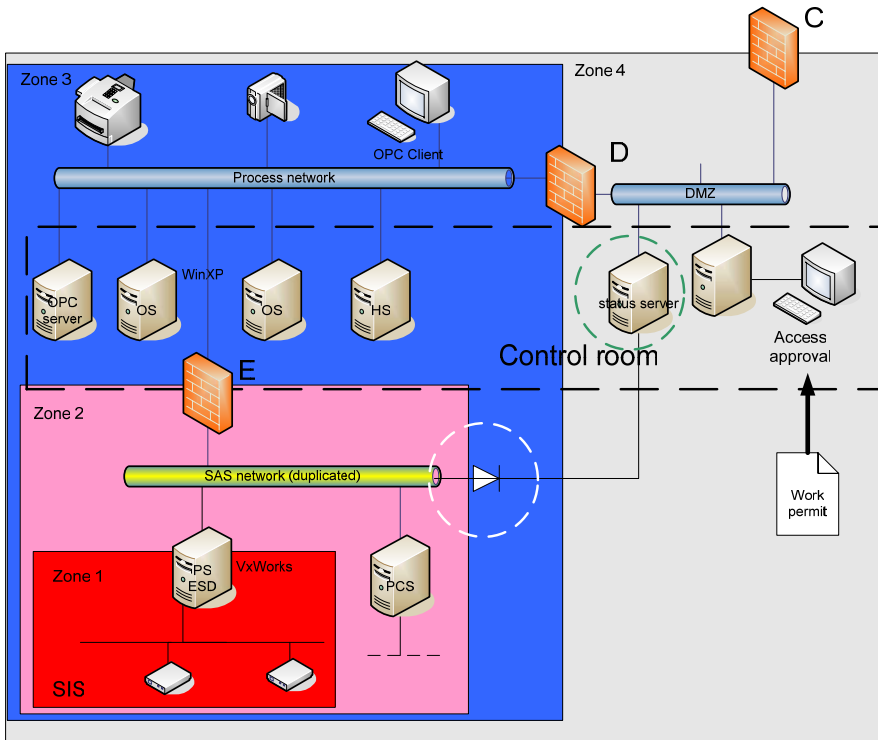 C
Zone 3
Zone 4
OPC Client
D
Process network
DMZ
WinXP
OPC
server
OS
OS
HS
status server
Control room
Access
approval
E
Zone 2
SAS network (duplicated)
Work
permit
PS
ESD
VxWorks
Zone 1
PCS
SIS